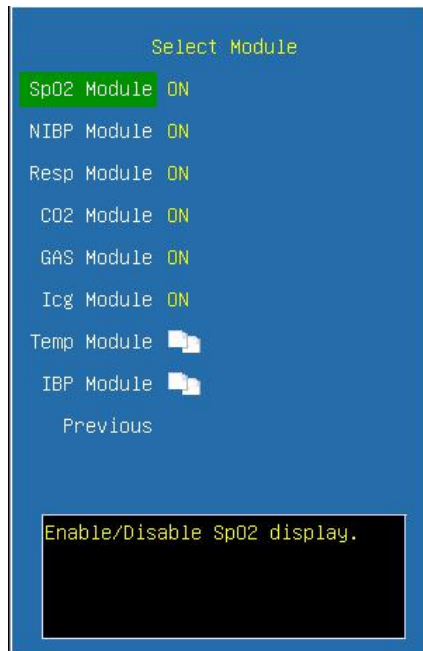 Select Module
SpO2 Module ON
NIBP Module ON
Resp Module ON
CO2 Module ON
GAS Module ON
Icg Module ON
Temp Module
IBP Module
Previous
Enable/Disable SpO2 display.